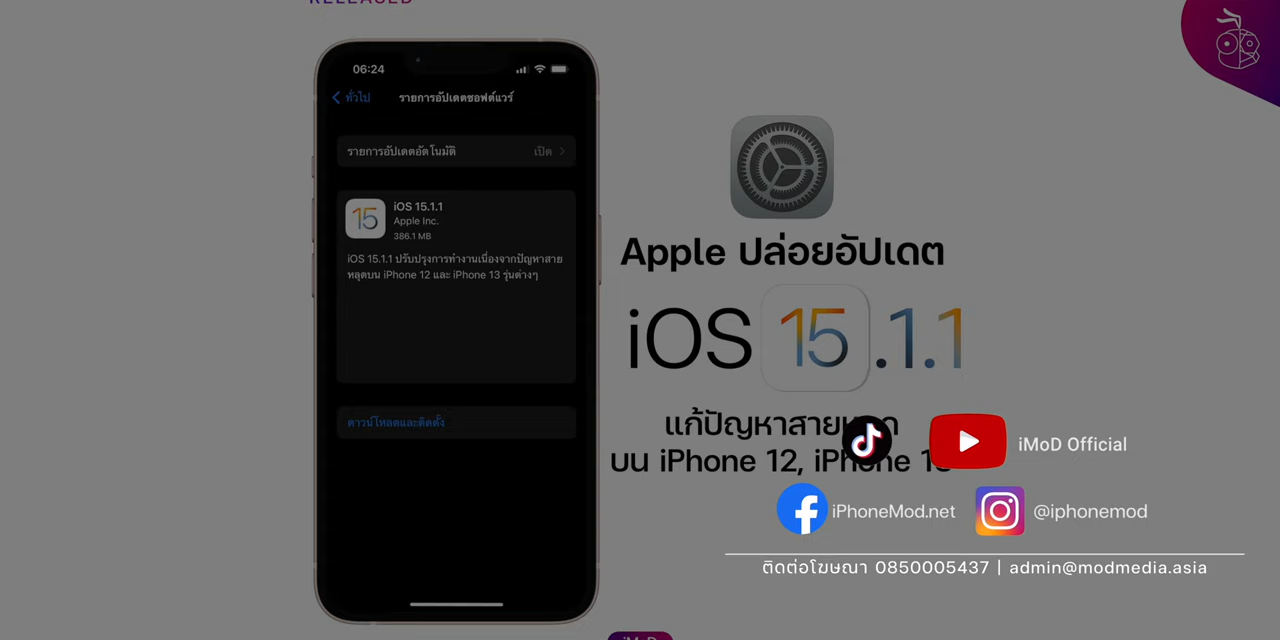 RELEASED
06:24
ทั่วไป
รายการอัปเดตซอฟต์แวร์
รายการอัปเดตอัตโนมัติ
เปิด
15
iOS 15.1.1
Apple Inc.
386.1 MB
iOS 15.1.1 ปรับปรุงการทำงานเนื่องจากปัญหาสาย
หลุดบน iPhone 12 และ iPhone 13 รุ่นต่างๆ
ดาวน์โหลดและติดตั้ง
Apple ปล่อยอัปเดต
iOS 15.1.1
แก้ปัญหาสาย
บน iPhone 12, iPhone
iMoD Official
iPhoneMod.net
@iphonemod
ติดต่อโฆษณา 0850005437 | admin@modmedia.asia
iMoD